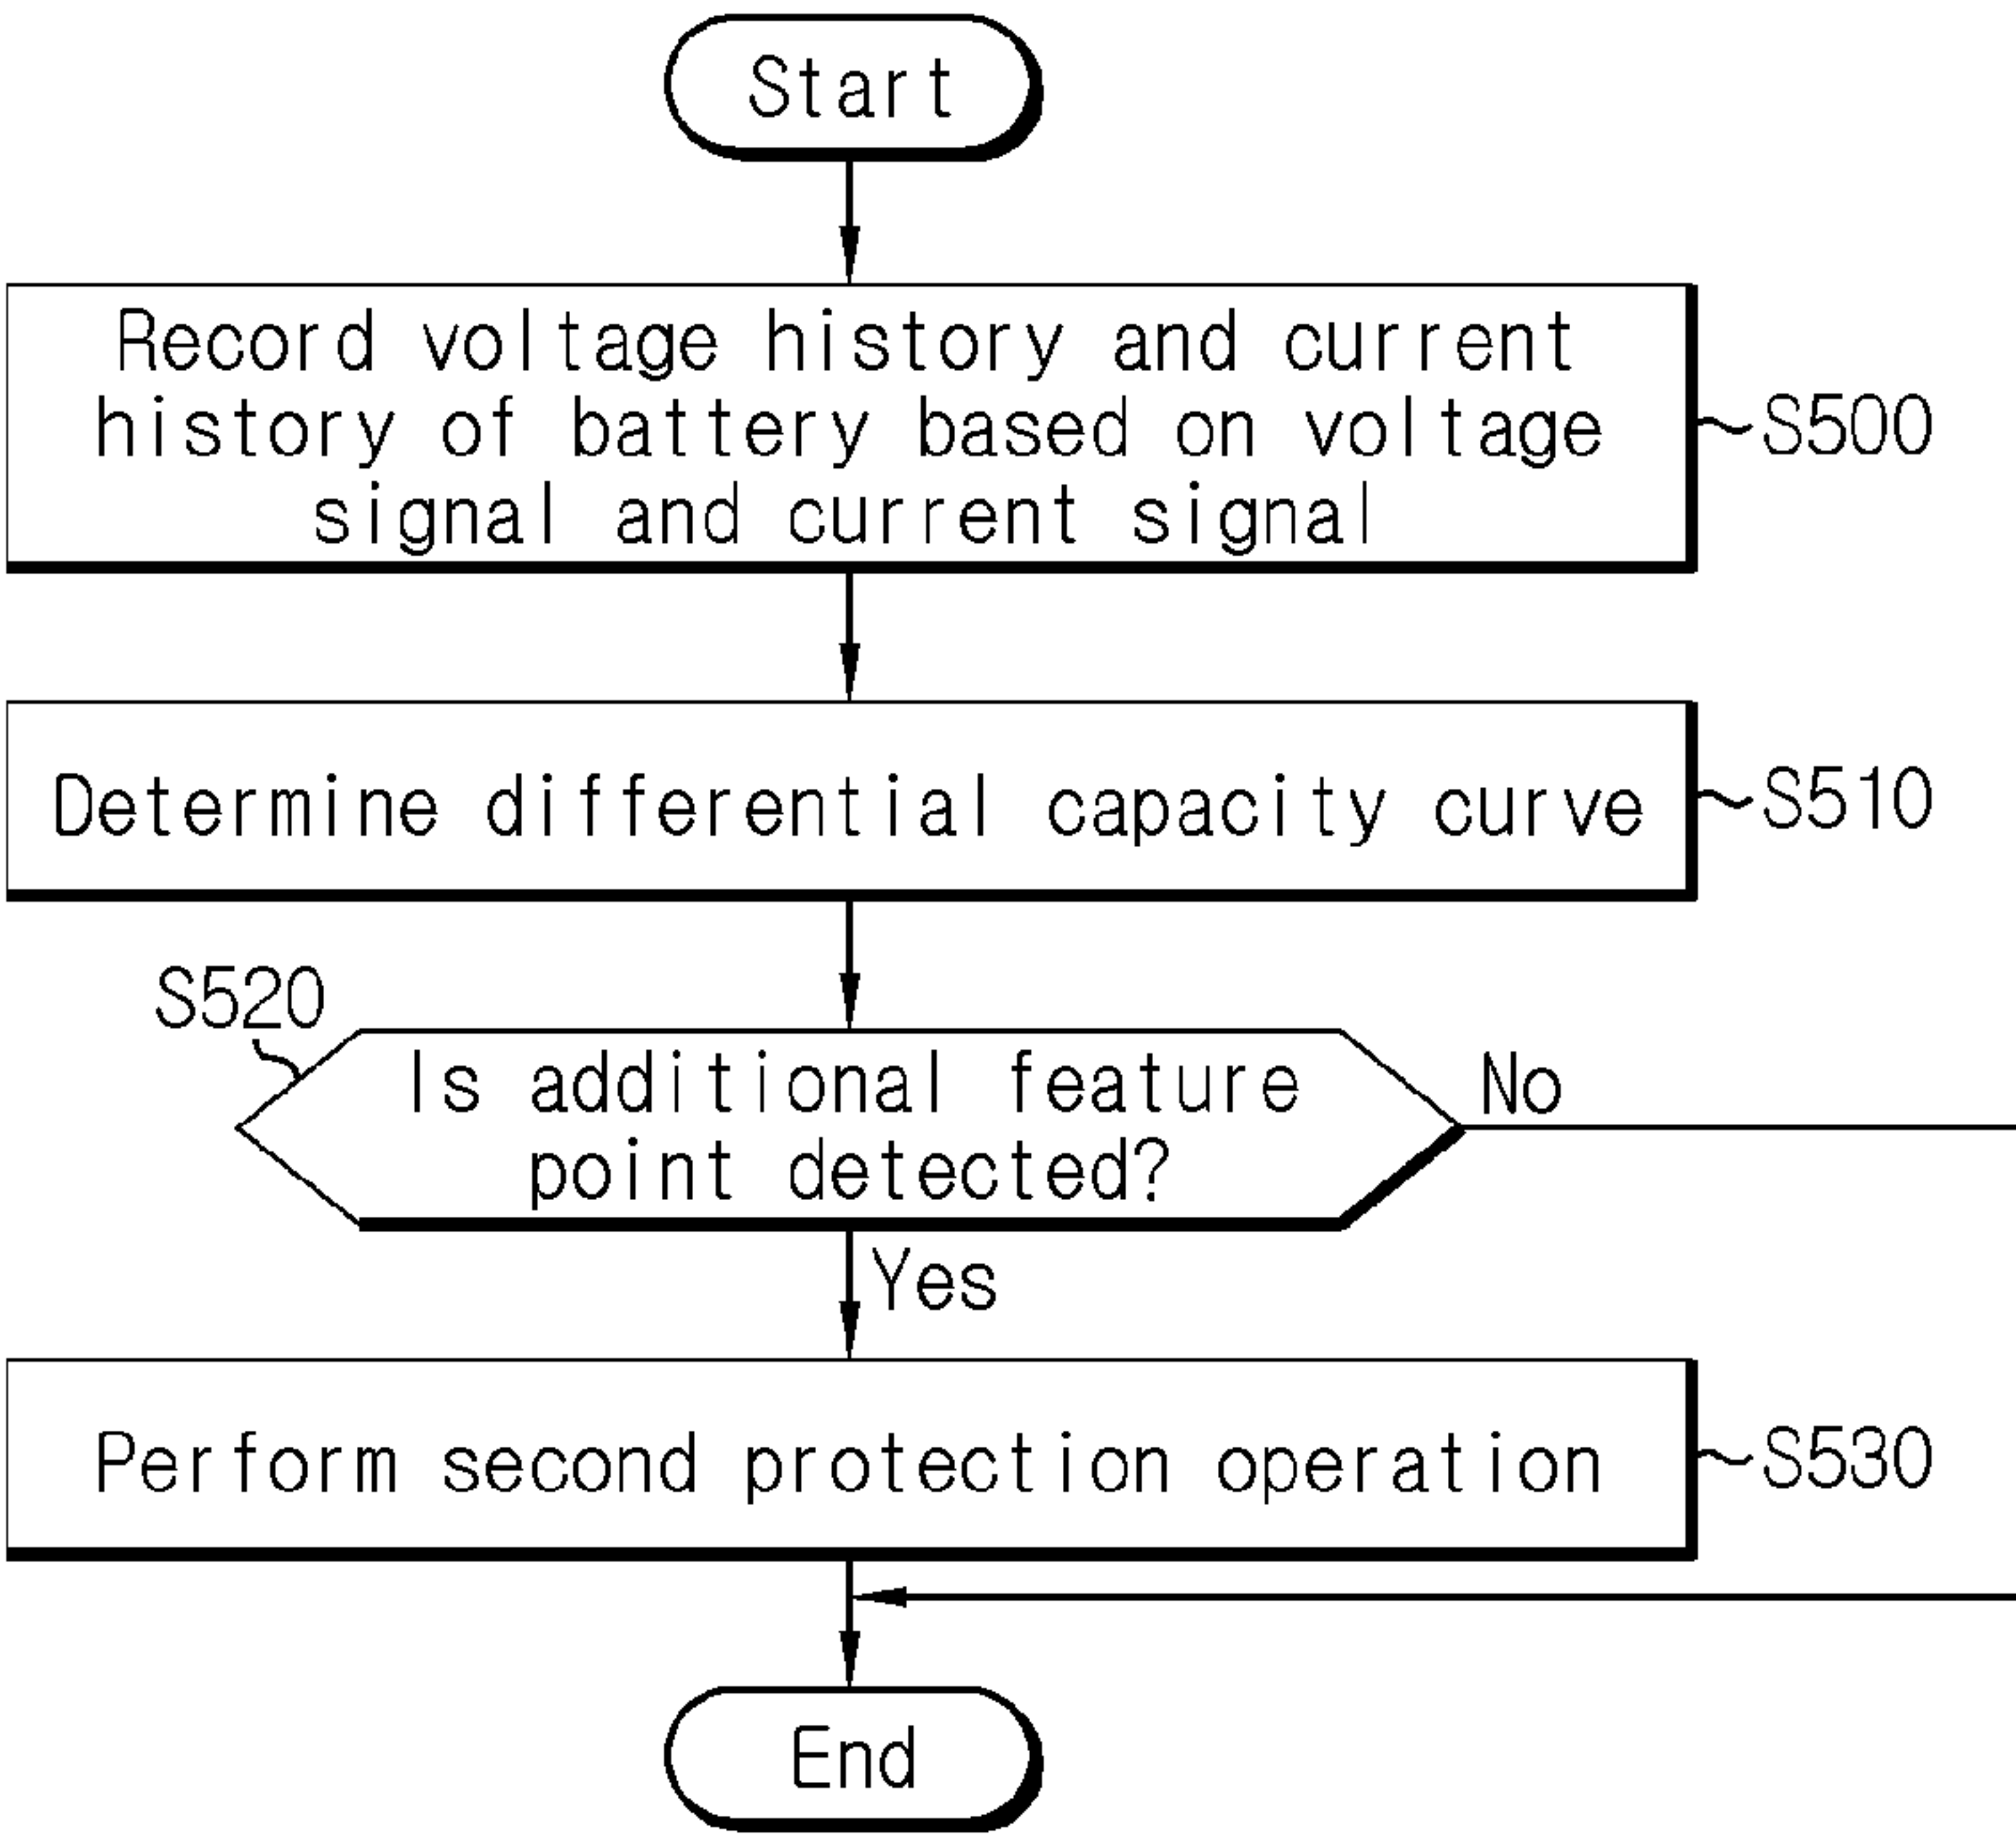 Start
Record voltage history and current
history of battery based on voltage
signal and current signal
S500
Determine differential capacity curve
S510
S520
Is additional feature
point detected?
No
Yes
Perform second protection operation
S530
End